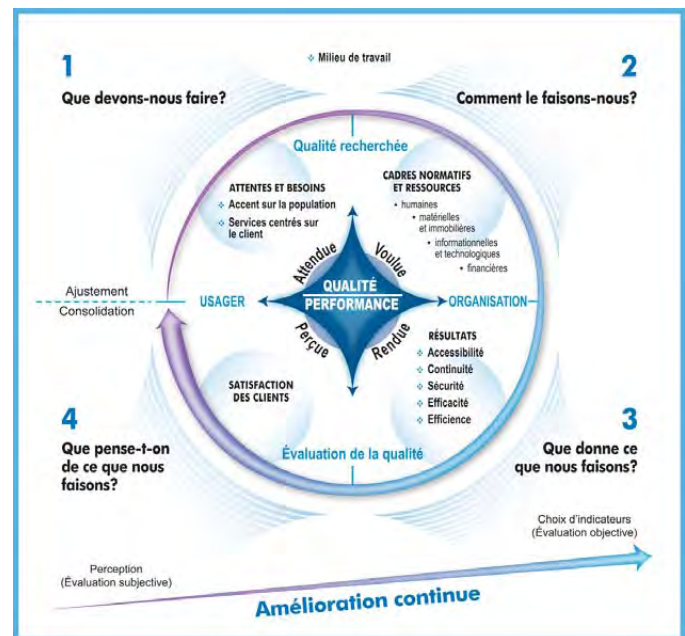 1
Que devons-nous faire?
❖ Milieu de travail
2
Comment le faisons-nous?
Qualité recherchée
ATTENTES ET BESOINS
❖ Accent sur la population
❖ Services centrés sur
le client
CADRES NORMATIFS
ET RESSOURCES
• humaines
• matérielles
et immobilières
• informationnelles
et technologiques
• financières
Attendue
Voulue
Ajustement
Consolidation
USAGER
QUALITÉ
PERFORMANCE
ORGANISATION
Perçue
Rendue
RÉSULTATS
❖ Accessibilité
❖ Continuité
❖ Sécurité
❖ Efficacité
❖ Efficience
SATISFACTION
DES CLIENTS
Évaluation de la qualité
4
Que pense-t-on
de ce que nous
faisons?
3
Que donne ce
que nous faisons?
Choix d'indicateurs
(Évaluation objective)
Perception
(Évaluation subjective)
Amélioration continue